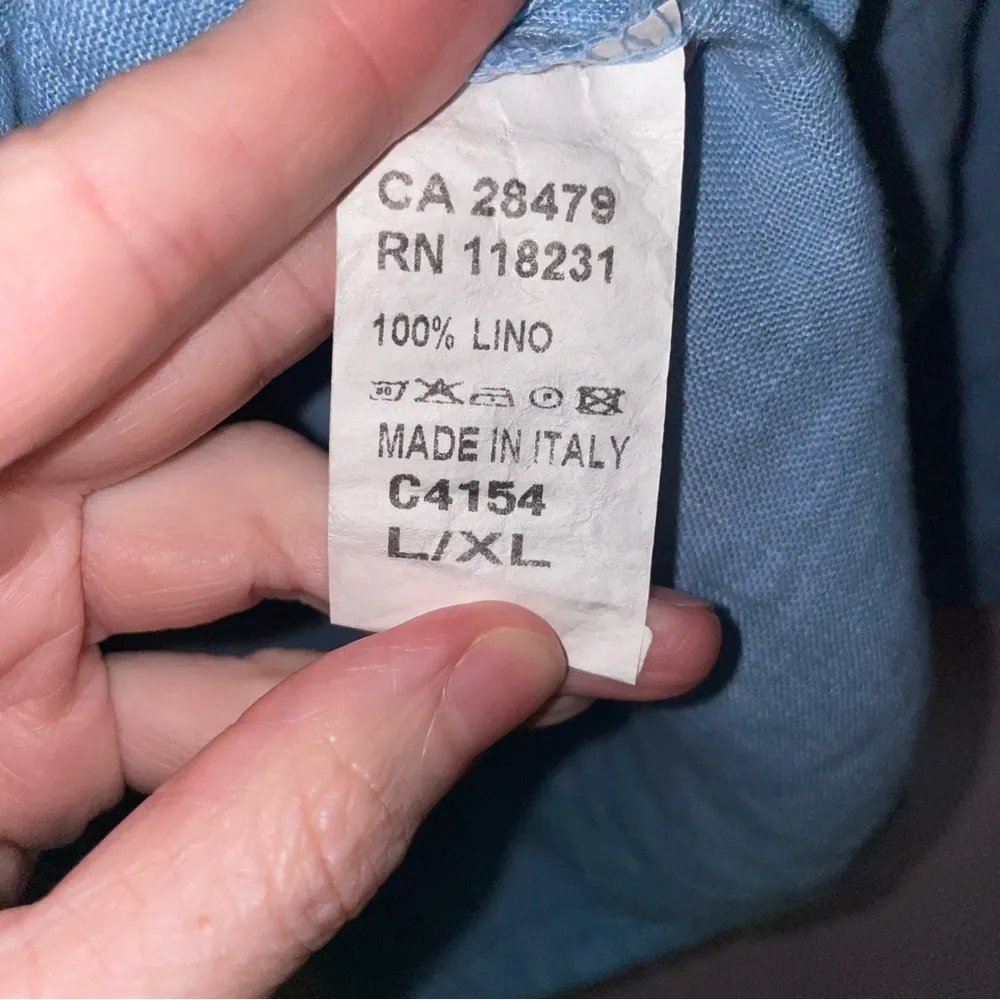 CA 28479
RN 118231
100% LINO
MADE IN ITALY
C4154
L/XL